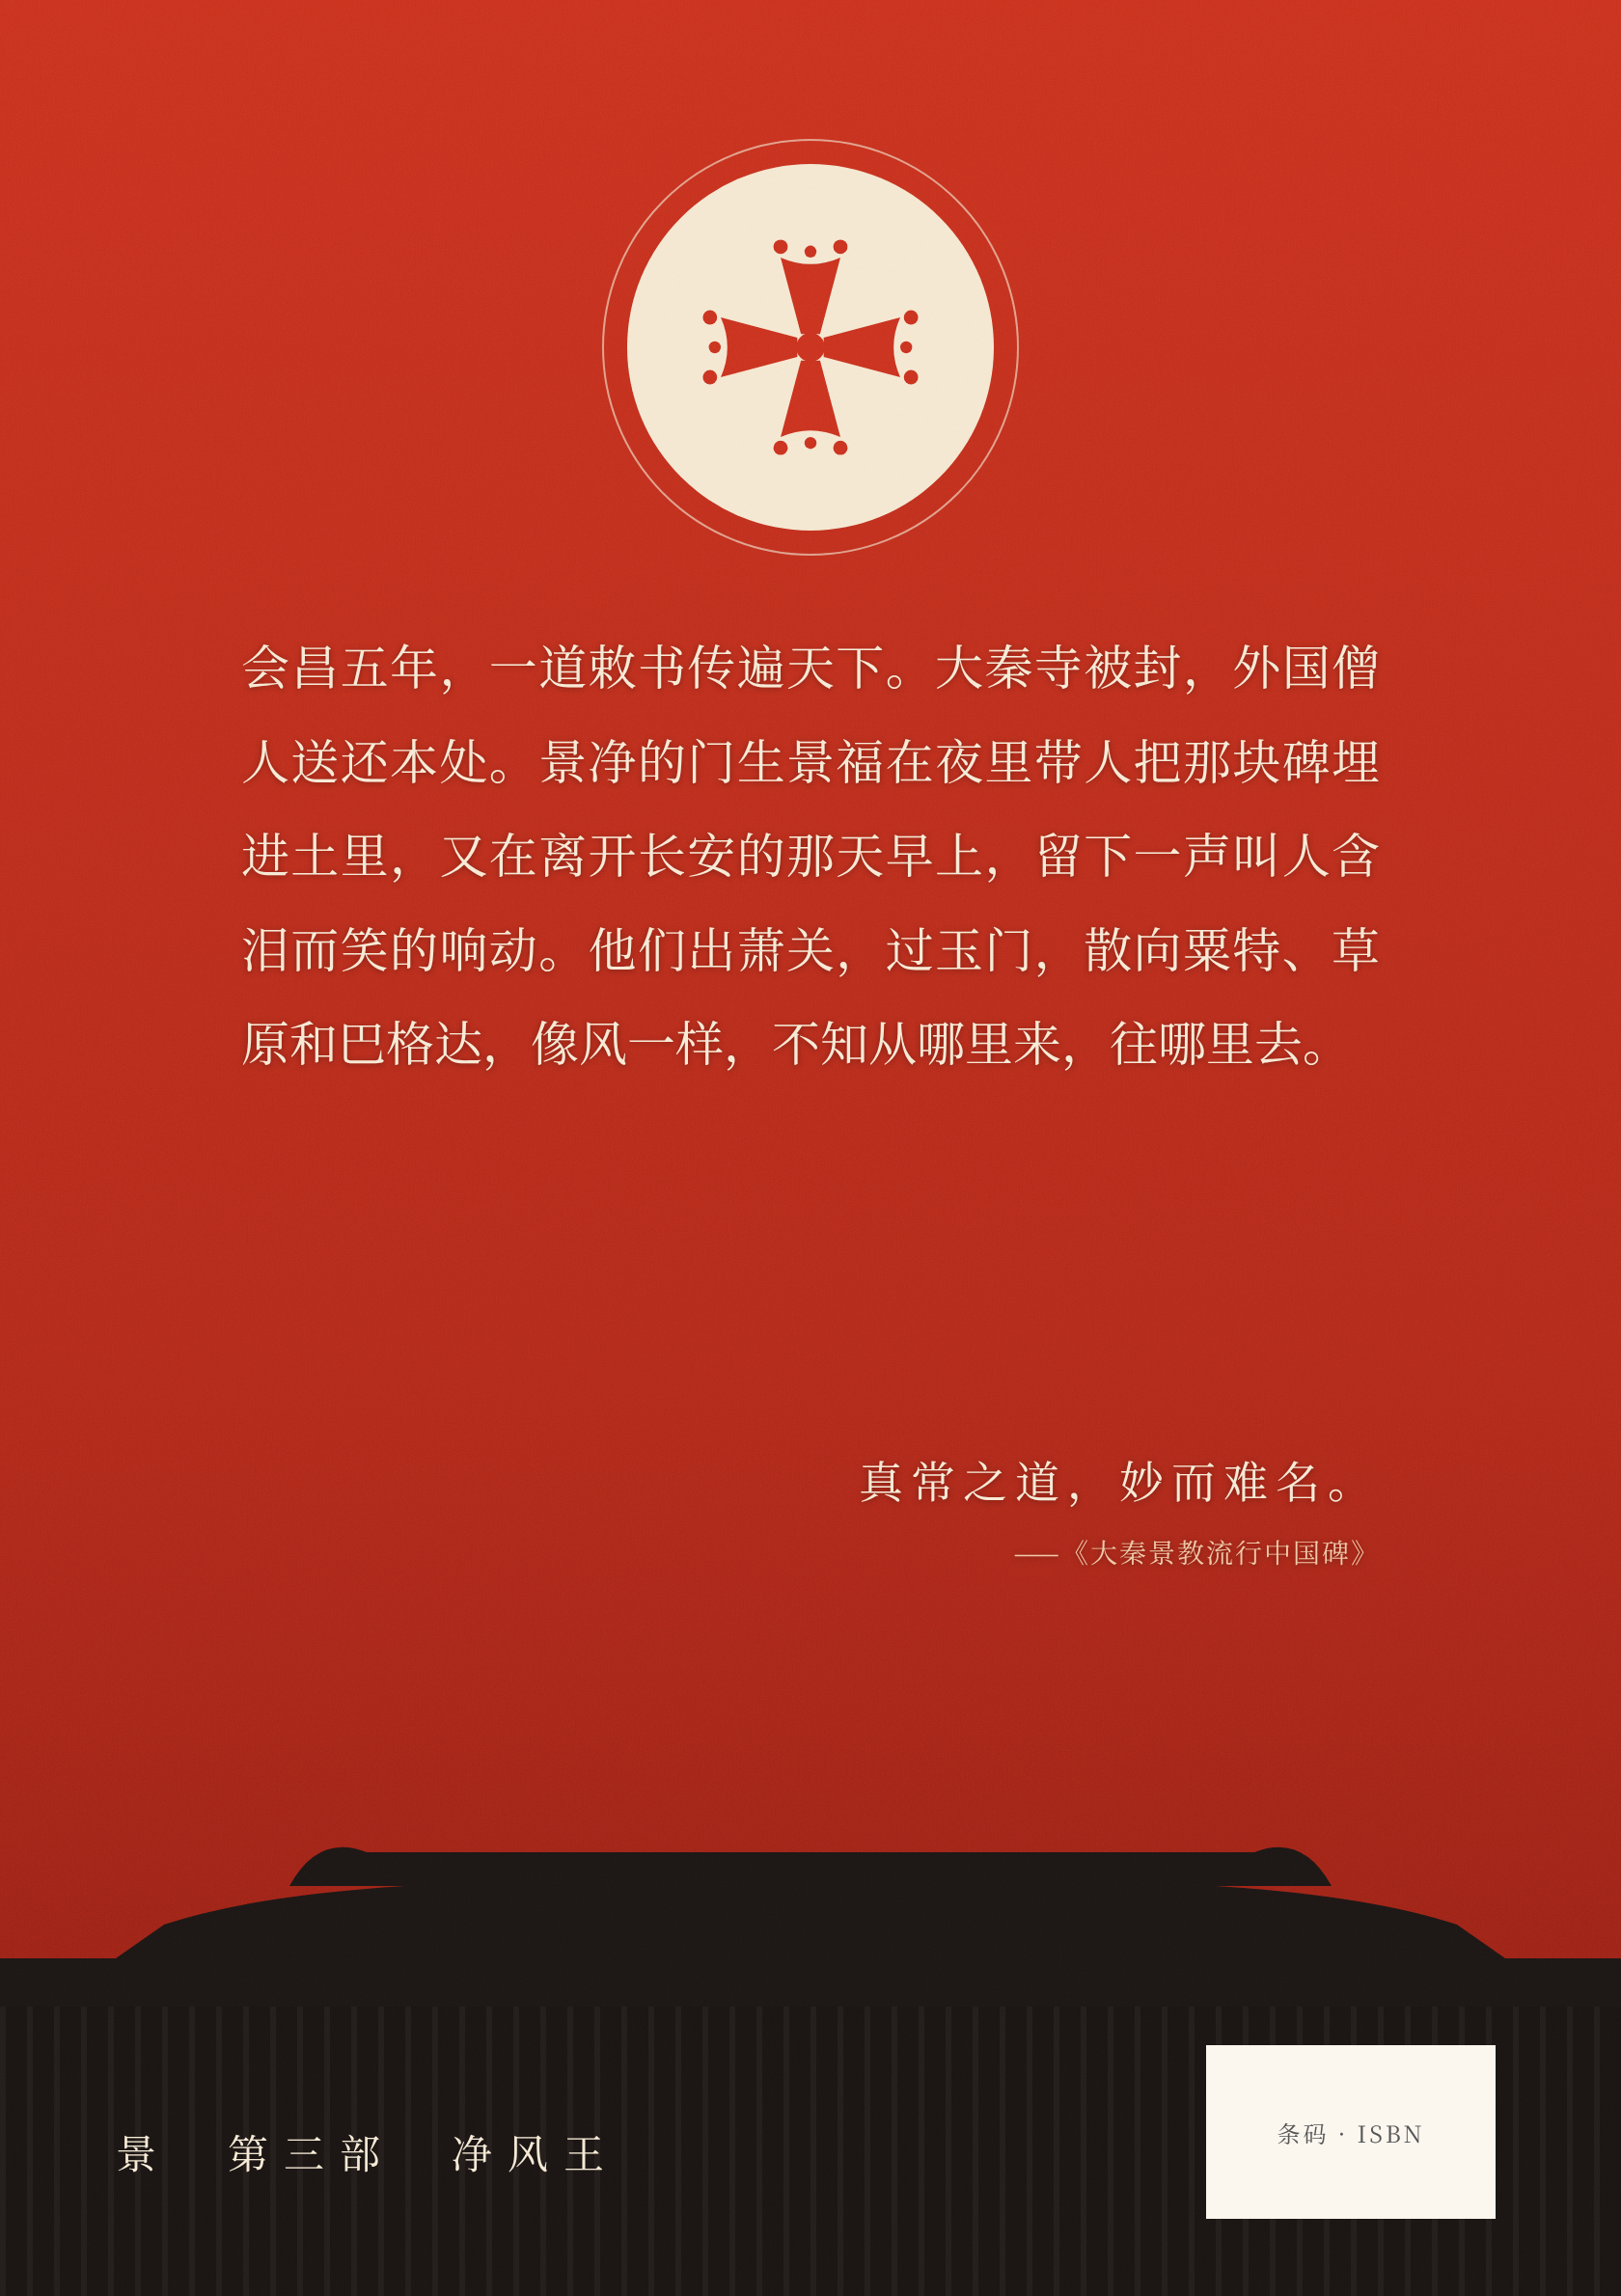 会昌五年，一道敕书传遍天下。大秦寺被封，外国僧
人送还本处。景净的门生景福在夜里带人把那块碑埋
进土里，又在离开长安的那天早上，留下一声叫人含
泪而笑的响动。他们出萧关，过玉门，散向粟特、草
原和巴格达，像风一样，不知从哪里来，往哪里去。
真常之道，妙而难名。
——《大秦景教流行中国碑》
景　第三部　净风王
条码 · ISBN